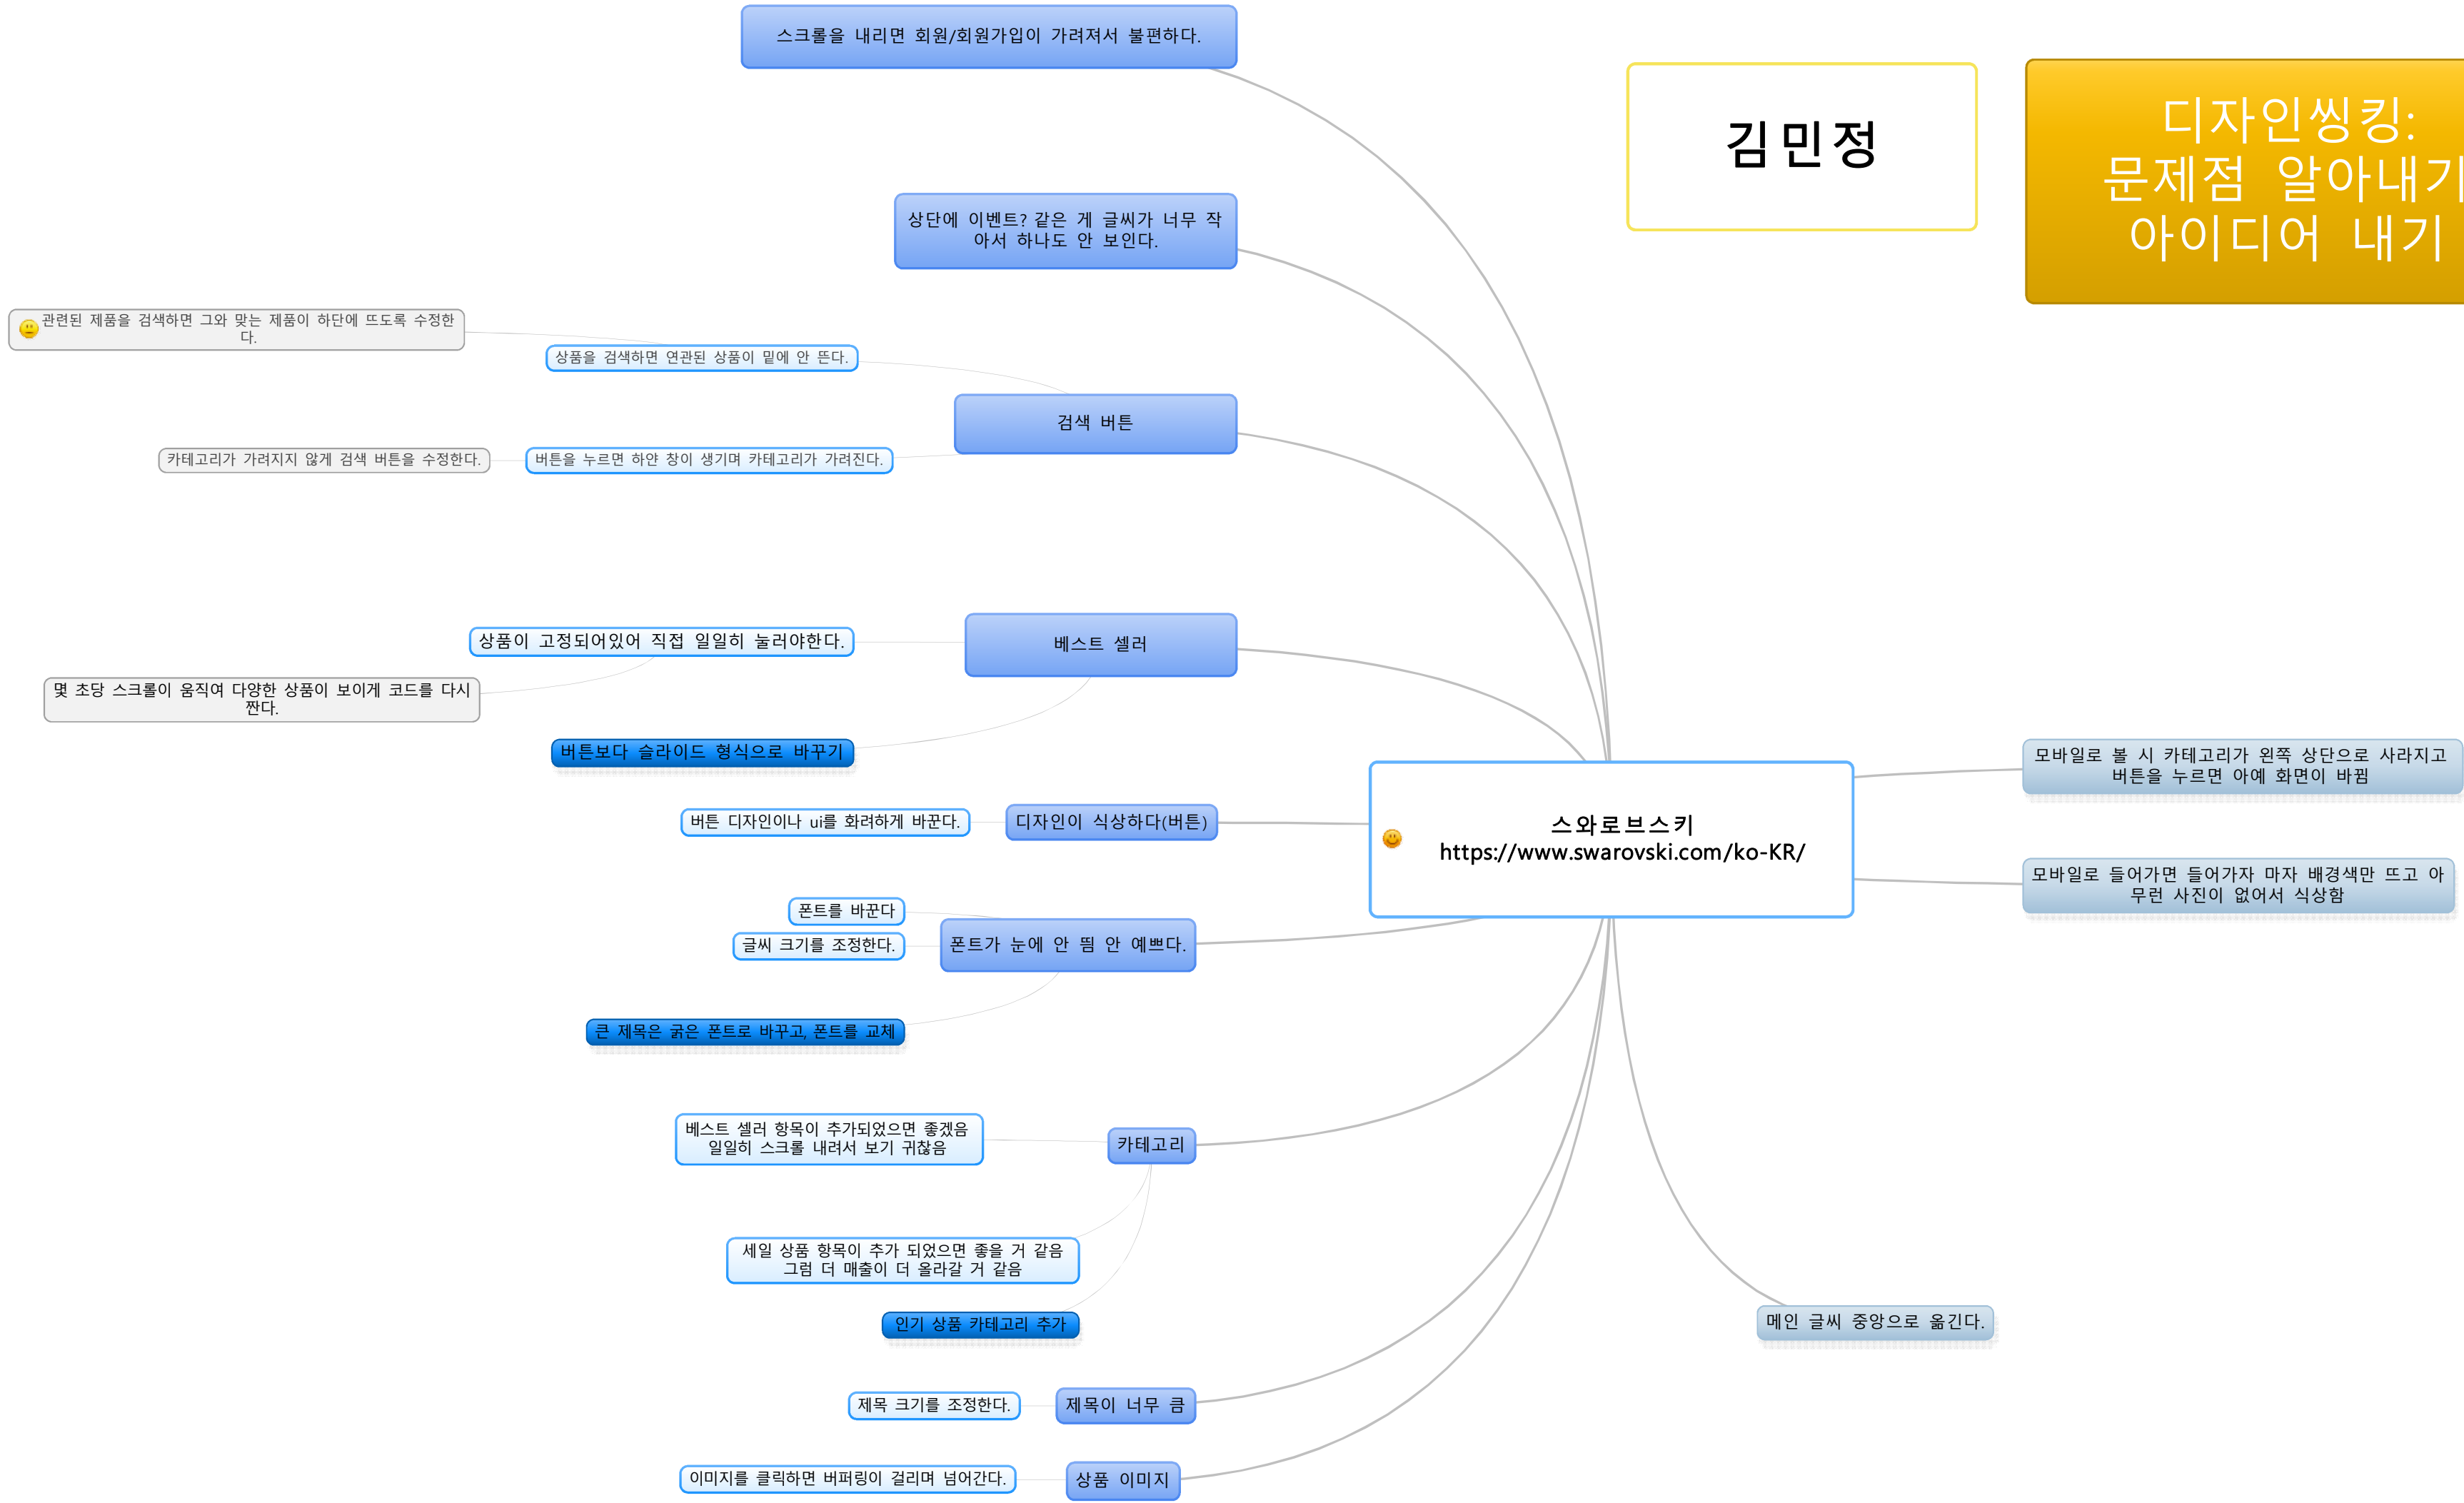 스크롤을 내리면 회원/회원가입이 가려져서 불편하다.
김민정
디자인씽킹:
문제점 알아내기
아이디어 내기
상단에 이벤트? 같은 게 글씨가 너무 작
아서 하나도 안 보인다.
관련된 제품을 검색하면 그와 맞는 제품이 하단에 뜨도록 수정한
다.
상품을 검색하면 연관된 상품이 밑에 안 뜬다.
검색 버튼
카테고리가 가려지지 않게 검색 버튼을 수정한다.
버튼을 누르면 하얀 창이 생기며 카테고리가 가려진다.
상품이 고정되어있어 직접 일일히 눌러야한다.
베스트 셀러
몇 초당 스크롤이 움직여 다양한 상품이 보이게 코드를 다시
짠다.
버튼보다 슬라이드 형식으로 바꾸기
버튼 디자인이나 ui를 화려하게 바꾼다.
디자인이 식상하다(버튼)
스와로브스키
https://www.swarovski.com/ko-KR/
모바일로 볼 시 카테고리가 왼쪽 상단으로 사라지고
버튼을 누르면 아예 화면이 바뀜
모바일로 들어가면 들어가자 마자 배경색만 뜨고 아
무런 사진이 없어서 식상함
폰트를 바꾼다
글씨 크기를 조정한다.
폰트가 눈에 안 띔 안 예쁘다.
큰 제목은 굵은 폰트로 바꾸고, 폰트를 교체
베스트 셀러 항목이 추가되었으면 좋겠음
일일히 스크롤 내려서 보기 귀찮음
카테고리
세일 상품 항목이 추가 되었으면 좋을 거 같음
그럼 더 매출이 더 올라갈 거 같음
인기 상품 카테고리 추가
메인 글씨 중앙으로 옮긴다.
제목 크기를 조정한다.
제목이 너무 큼
이미지를 클릭하면 버퍼링이 걸리며 넘어간다.
상품 이미지